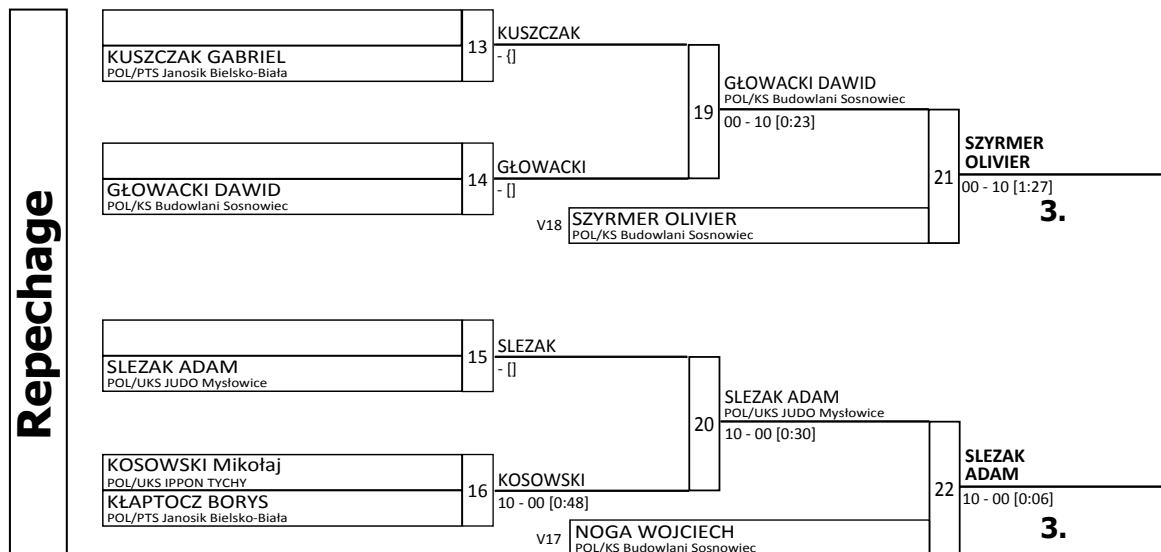 Repechage
KUSZCZAK GABRIEL
POL/PTS Janosik Bielsko-Biała
13
KUSZCZAK
- {]
GŁOWACKI DAWID
POL/KS Budowlani Sosnowiec
14
GŁOWACKI
- []
19
GŁOWACKI DAWID
POL/KS Budowlani Sosnowiec
00 - 10 [0:23]
V18
SZYRMER OLIVIER
POL/KS Budowlani Sosnowiec
21
SZYRMER
OLIVIER
00 - 10 [1:27]
3.
SLEZAK ADAM
POL/UKS JUDO Mysłowice
15
SLEZAK
- []
KOSOWSKI Mikołaj
POL/UKS IPPON TYCHY
KŁAPTOCZ BORYS
POL/PTS Janosik Bielsko-Biała
16
KOSOWSKI
10 - 00 [0:48]
20
SLEZAK ADAM
POL/UKS JUDO Mysłowice
10 - 00 [0:30]
V17
NOGA WOJCIECH
POL/KS Budowlani Sosnowiec
22
SLEZAK
ADAM
10 - 00 [0:06]
3.